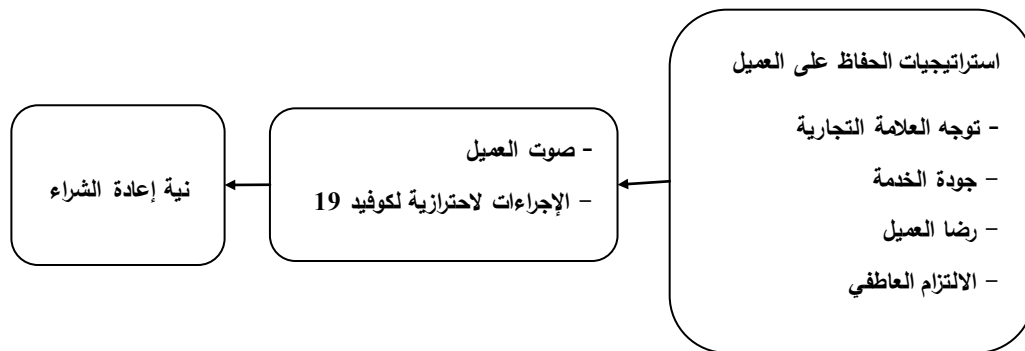 استراتيجيات الحفاظ على العميل
- توجه العلامة التجارية
- جودة الخدمة
- رضا العميل
- الالتزام العاطفي
- صوت العميل
- الإجراءات لاحترازية لكوفيد 19
نية إعادة الشراء